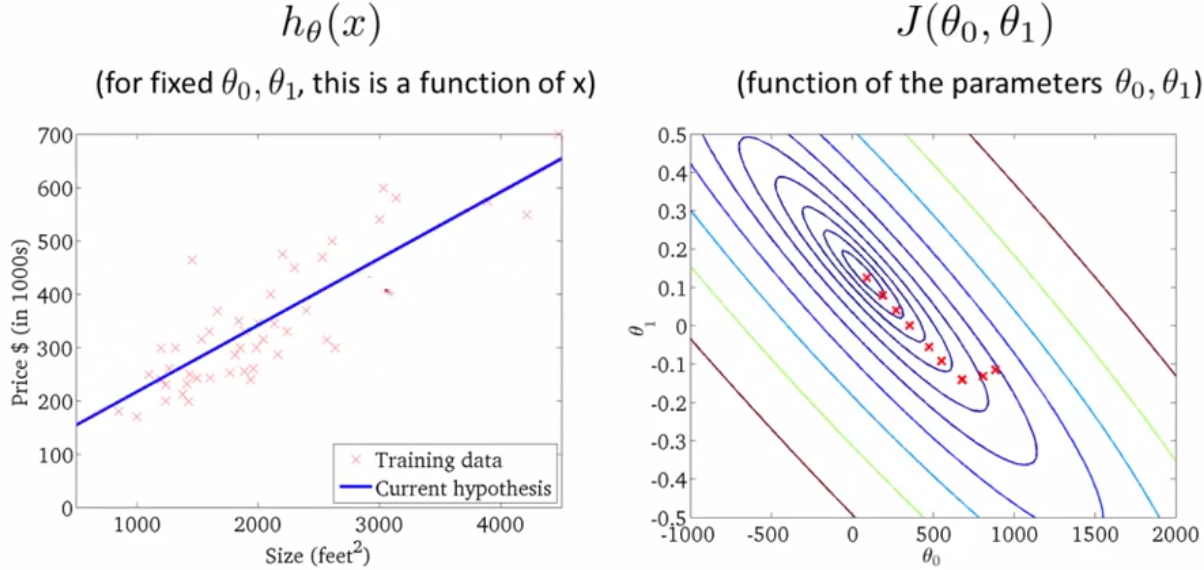 hθ(x)
(for fixed θ0, θ1, this is a function of x)
700
600
500
400
300
200
100
0
Price $ (in 1000s)
1000 2000 3000 4000
Size (feet²)
Training data
Current hypothesis
J(θ0, θ1)
(function of the parameters θ0, θ1)
0.5
0.4
0.3
0.2
0.1
0
-0.1
-0.2
-0.3
-0.4
-0.5
θ1
-1000 -500 0 500 1000 1500 2000
θ0